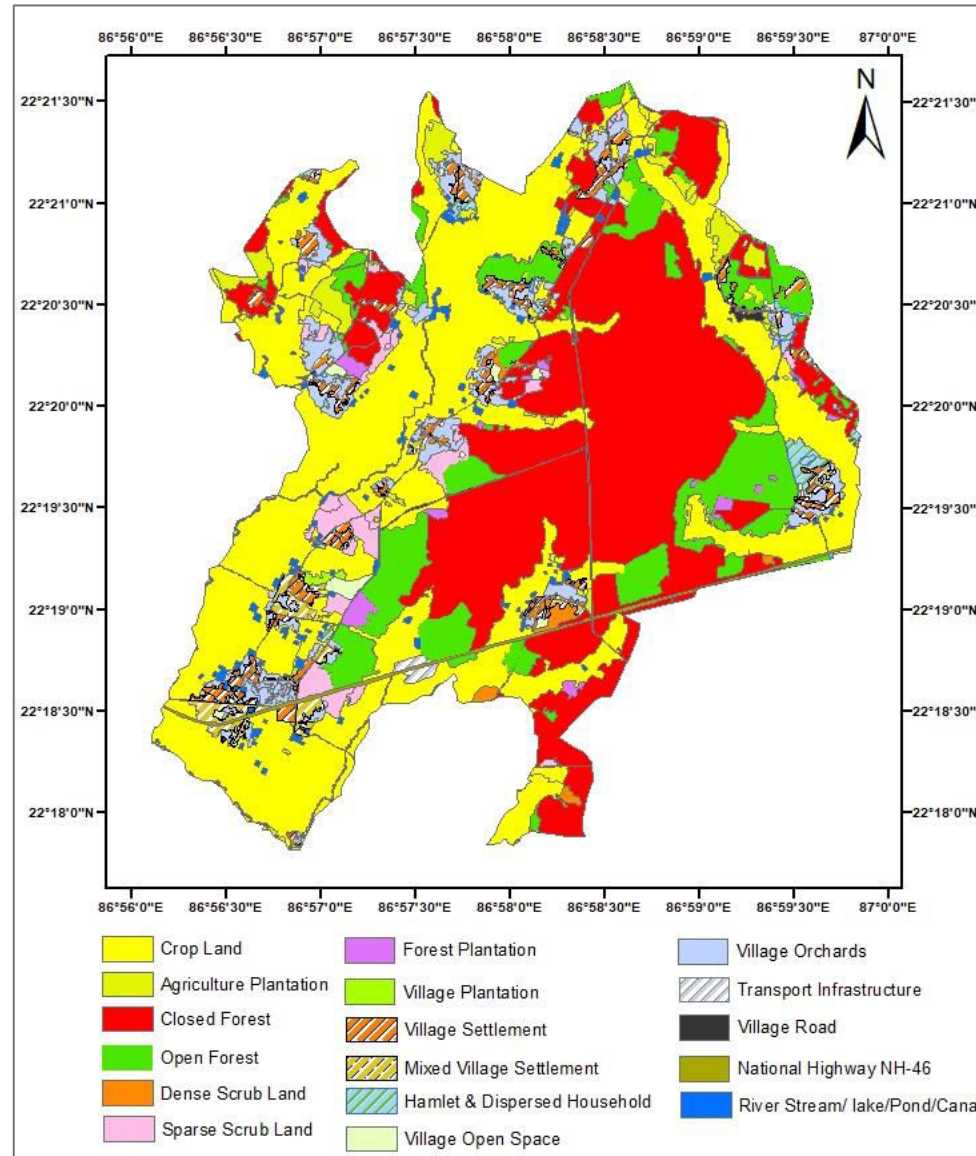 86°56'0"E 86°56'30"E 86°57'0"E 86°57'30"E 86°58'0"E 86°58'30"E 86°59'0"E 86°59'30"E 87°0'0"E
N
22°21'30"N 22°21'30"N
22°21'0"N 22°21'0"N
22°20'30"N 22°20'30"N
22°20'0"N 22°20'0"N
22°19'30"N 22°19'30"N
22°19'0"N 22°19'0"N
22°18'30"N 22°18'30"N
22°18'0"N 22°18'0"N
86°56'0"E 86°56'30"E 86°57'0"E 86°57'30"E 86°58'0"E 86°58'30"E 86°59'0"E 86°59'30"E 87°0'0"E
Crop Land
Agriculture Plantation
Closed Forest
Open Forest
Dense Scrub Land
Sparse Scrub Land
Forest Plantation
Village Plantation
Village Settlement
Mixed Village Settlement
Hamlet & Dispersed Household
Village Open Space
Village Orchards
Transport Infrastructure
Village Road
National Highway NH-46
River Stream/ lake/Pond/Cana